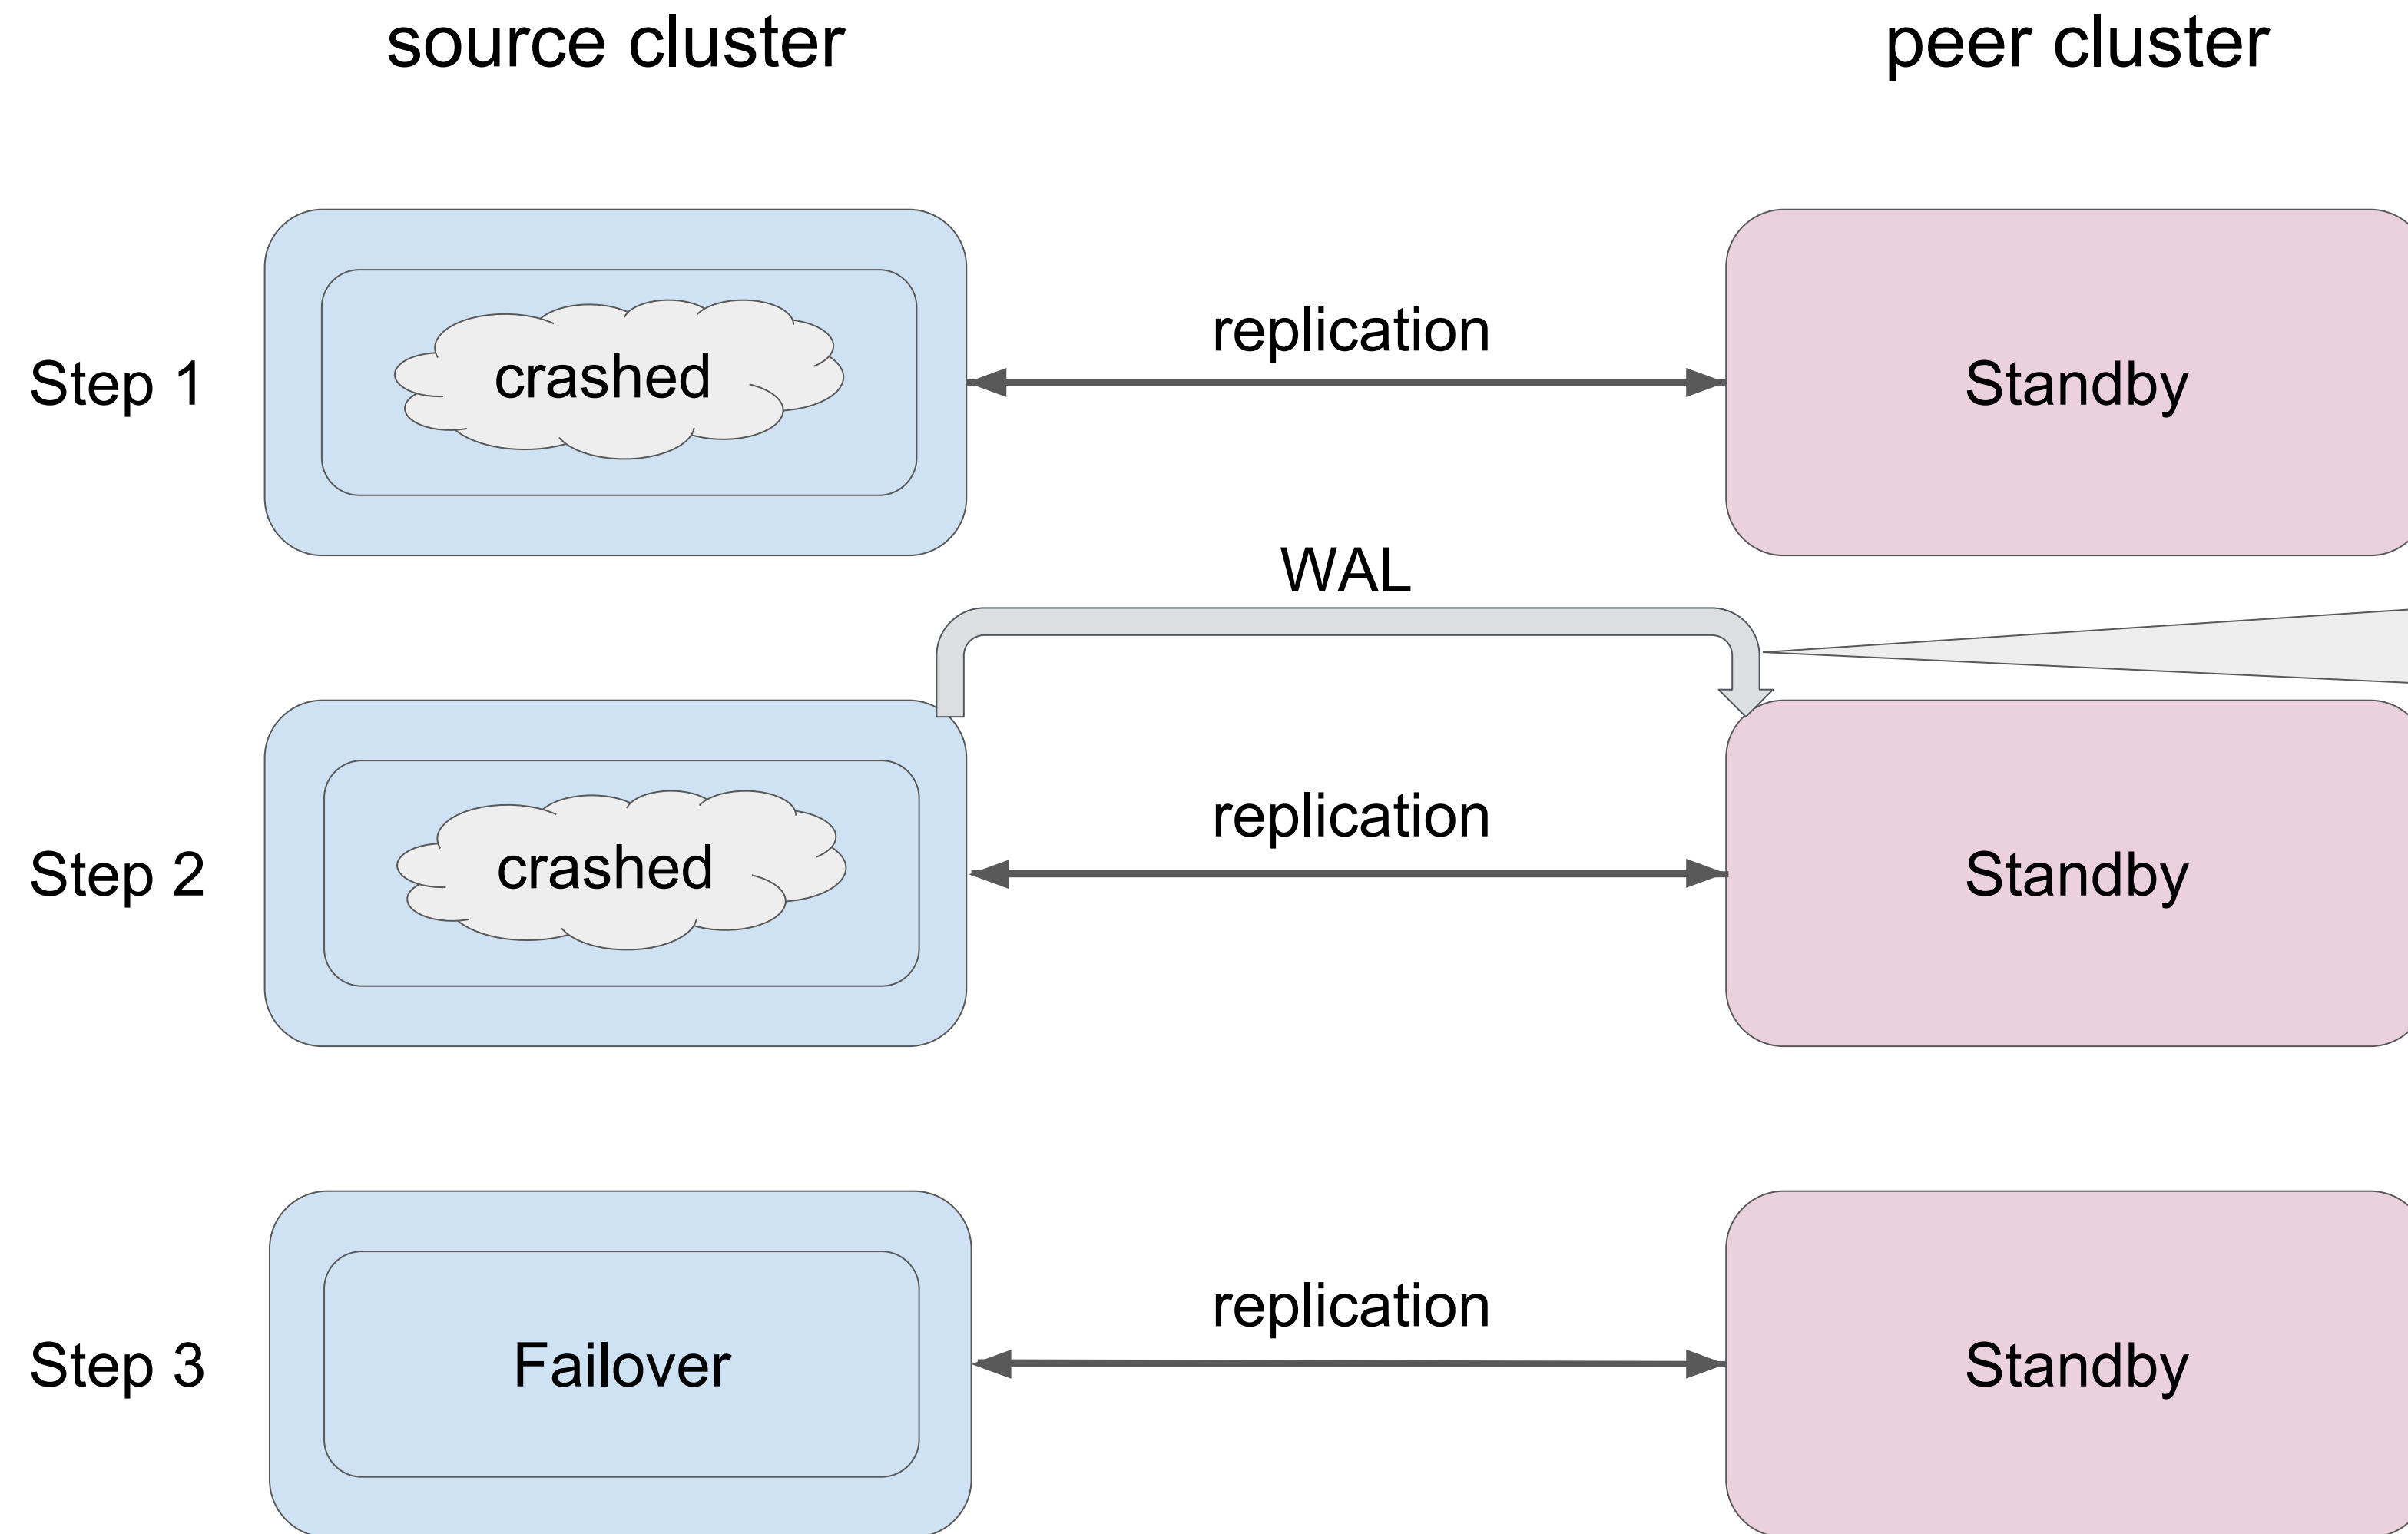 source cluster
peer cluster
Step 1
crashed
replication
Standby
WAL
Step 2
crashed
replication
Standby
Step 3
Failover
replication
Standby